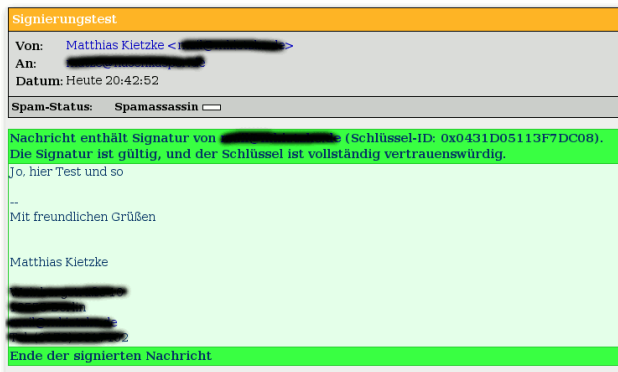 Signierungstest
Von: Matthias Kietzke < >
An:
Datum: Heute 20:42:52
Spam-Status: Spamassassin
Nachricht enthält Signatur von (Schlüssel-ID: 0x0431D05113F7DC08).
Die Signatur ist gültig, und der Schlüssel ist vollständig vertrauenswürdig.
Jo, hier Test und so
--
Mit freundlichen Grüßen
Matthias Kietzke
Ende der signierten Nachricht